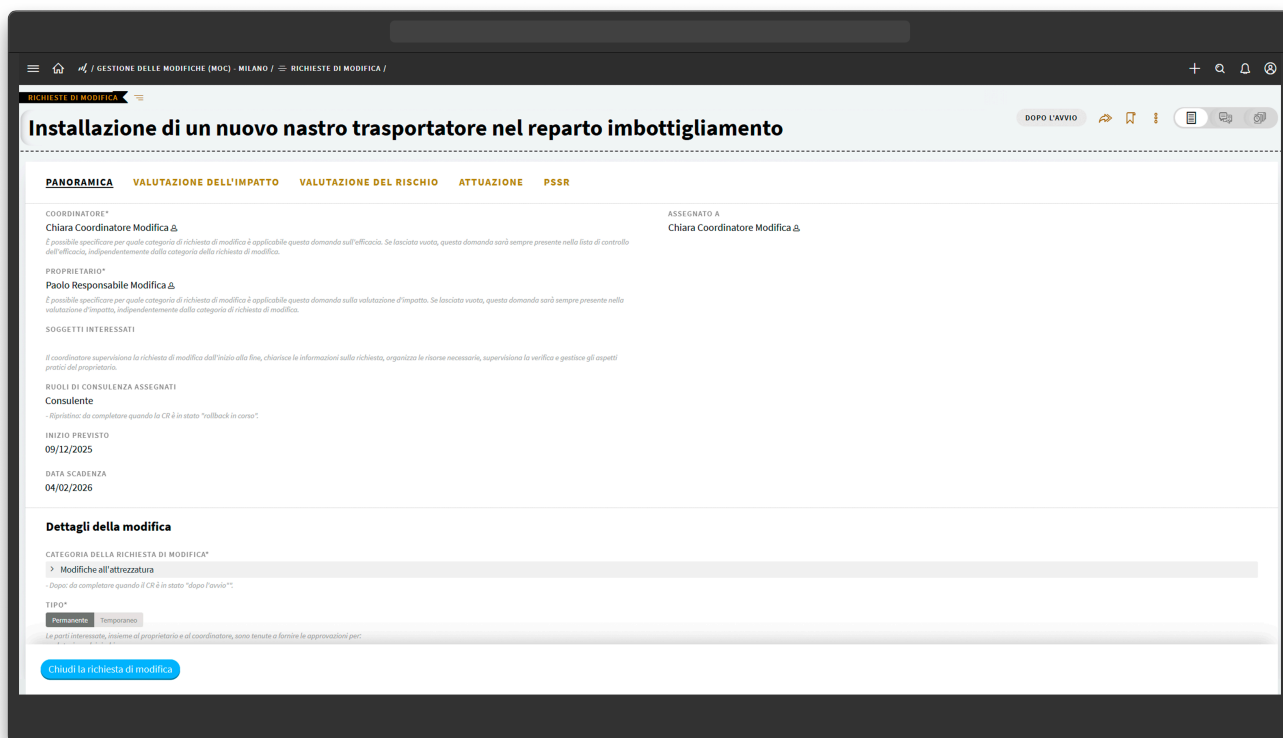 / GESTIONE DELLE MODIFICHE (MOC) - MILANO / RICHIESTE DI MODIFICA /
RICHIESTE DI MODIFICA
Installazione di un nuovo nastro trasportatore nel reparto imbottigliamento
DOPO L'AVVIO
PANORAMICA VALUTAZIONE DELL'IMPATTO VALUTAZIONE DEL RISCHIO ATTUAZIONE PSSR
COORDINATORE*
Chiara Coordinatore Modifica
È possibile specificare per quale categoria di richiesta di modifica è applicabile questa domanda sull'efficacia. Se lasciata vuota, questa domanda sarà sempre presente nella lista di controllo
dell'efficacia, indipendentemente dalla categoria della richiesta di modifica.
ASSEGNATO A
Chiara Coordinatore Modifica
PROPRIETARIO*
Paolo Responsabile Modifica
È possibile specificare per quale categoria di richiesta di modifica è applicabile questa domanda sulla valutazione d'impatto. Se lasciata vuota, questa domanda sarà sempre presente nella
valutazione d'impatto, indipendentemente dalla categoria di richiesta di modifica.
SOGGETTI INTERESSATI
Il coordinatore supervisiona la richiesta di modifica dall'inizio alla fine, chiarisce le informazioni sulla richiesta, organizza le risorse necessarie, supervisiona la verifica e gestisce gli aspetti
pratici del proprietario.
RUOLI DI CONSULENZA ASSEGNATI
Consulente
- Ripristino: da completare quando la CR è in stato "rollback in corso".
INIZIO PREVISTO
09/12/2025
DATA SCADENZA
04/02/2026
Dettagli della modifica
CATEGORIA DELLA RICHIESTA DI MODIFICA*
Modifiche all'attrezzatura
- Dopo: da completare quando il CR è in stato "dopo l'avvio"".
TIPO*
Permanente Temporaneo
Le parti interessate, insieme al proprietario e al coordinatore, sono tenute a fornire le approvazioni per:
Chiudi la richiesta di modifica